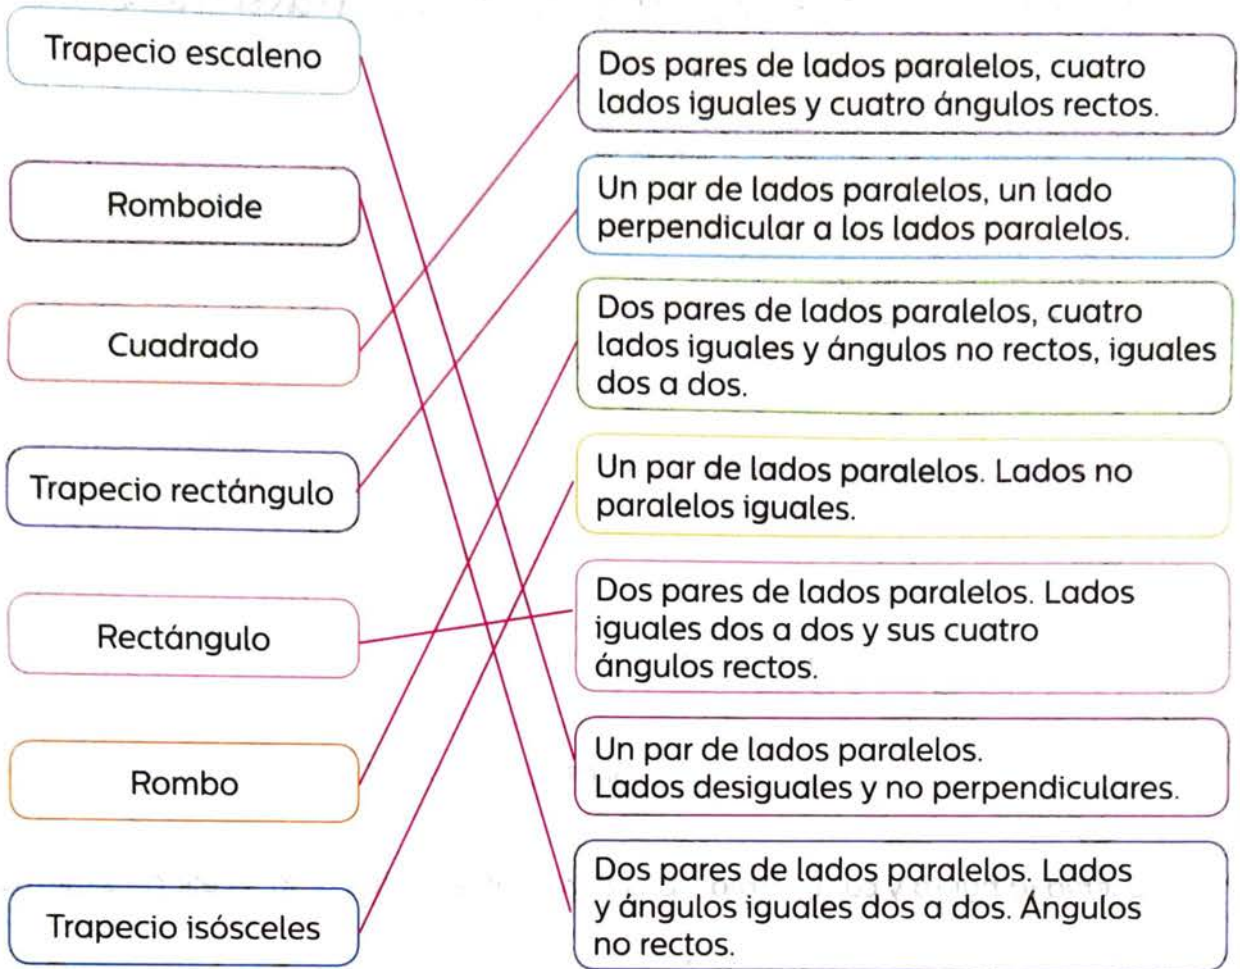 Trapecio escaleno
Romboide
Cuadrado
Trapecio rectángulo
Rectángulo
Rombo
Trapecio isósceles
Dos pares de lados paralelos, cuatro
lados iguales y cuatro ángulos rectos.
Un par de lados paralelos, un lado
perpendicular a los lados paralelos.
Dos pares de lados paralelos, cuatro
lados iguales y ángulos no rectos, iguales
dos a dos.
Un par de lados paralelos. Lados no
paralelos iguales.
Dos pares de lados paralelos. Lados
iguales dos a dos y sus cuatro
ángulos rectos.
Un par de lados paralelos.
Lados desiguales y no perpendiculares.
Dos pares de lados paralelos. Lados
y ángulos iguales dos a dos. Ángulos
no rectos.